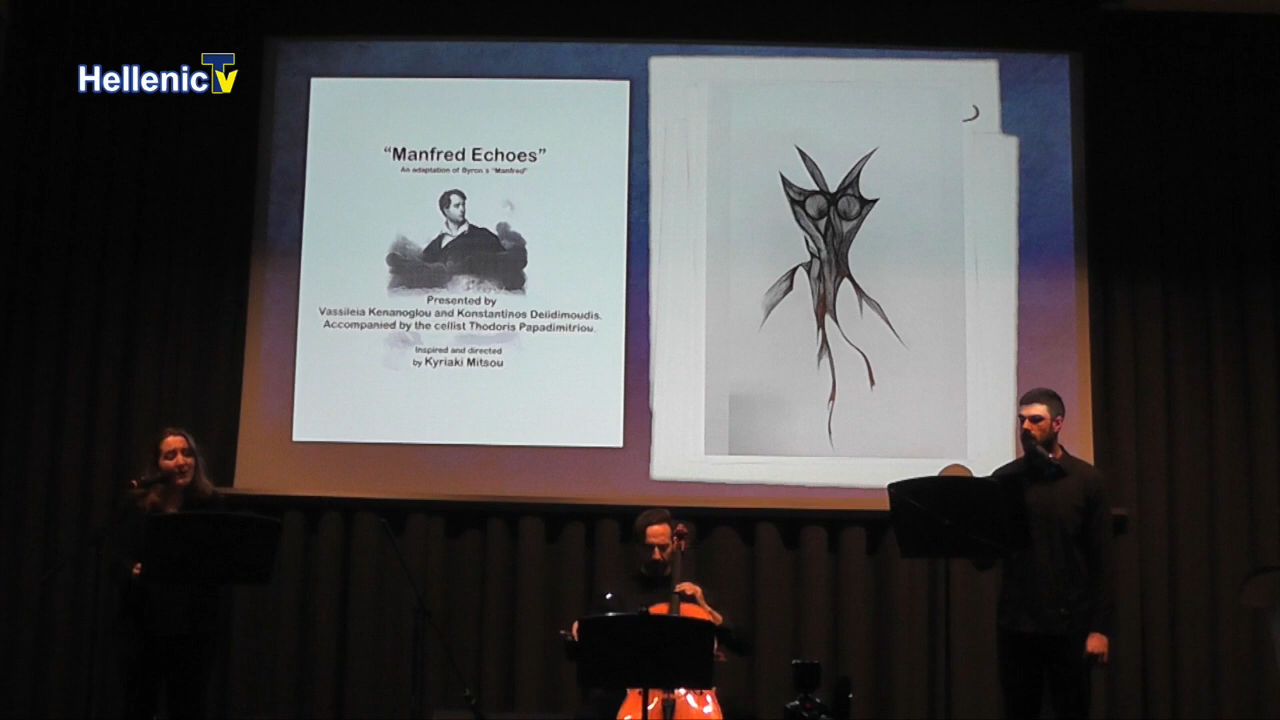 Hellenic Tv
“Manfred Echoes”
An adaptation of Byron´s “Manfred”
Presented by
Vassileia Kenanoglou and Konstantinos Delidimoudis.
Accompanied by the cellist Thodoris Papadimitriou.
Inspired and directed
by Kyriaki Mitsou